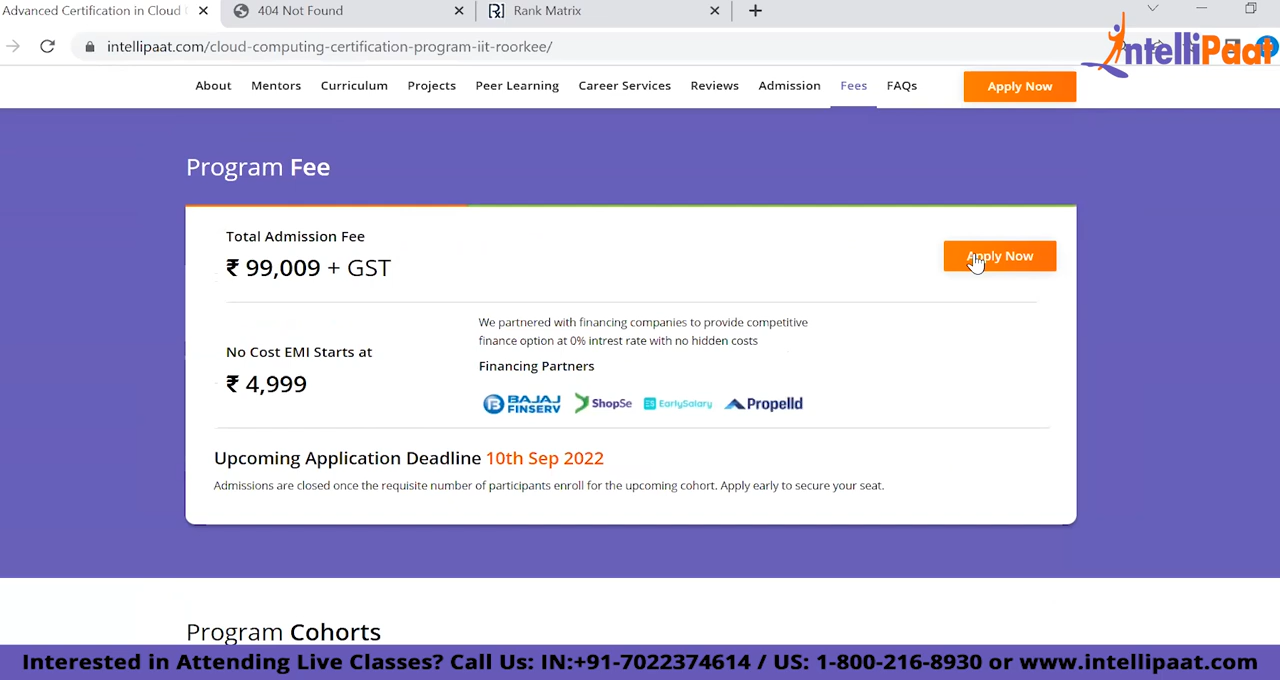 Advanced Certification in Cloud
404 Not Found
Rank Matrix
intellipaat.com/cloud-computing-certification-program-iit-roorkee/
IntelliPaat
About Mentors Curriculum Projects Peer Learning Career Services Reviews Admission Fees FAQs Apply Now
Program Fee
Total Admission Fee
₹ 99,009 + GST
Apply Now
We partnered with financing companies to provide competitive
finance option at 0% intrest rate with no hidden costs
No Cost EMI Starts at
₹ 4,999
Financing Partners
BAJAJ
FINSERV
ShopSe
ES EarlySalary
Propelld
Upcoming Application Deadline 10th Sep 2022
Admissions are closed once the requisite number of participants enroll for the upcoming cohort. Apply early to secure your seat.
Program Cohorts
Interested in Attending Live Classes? Call Us: IN:+91-7022374614 / US: 1-800-216-8930 or www.intellipaat.com